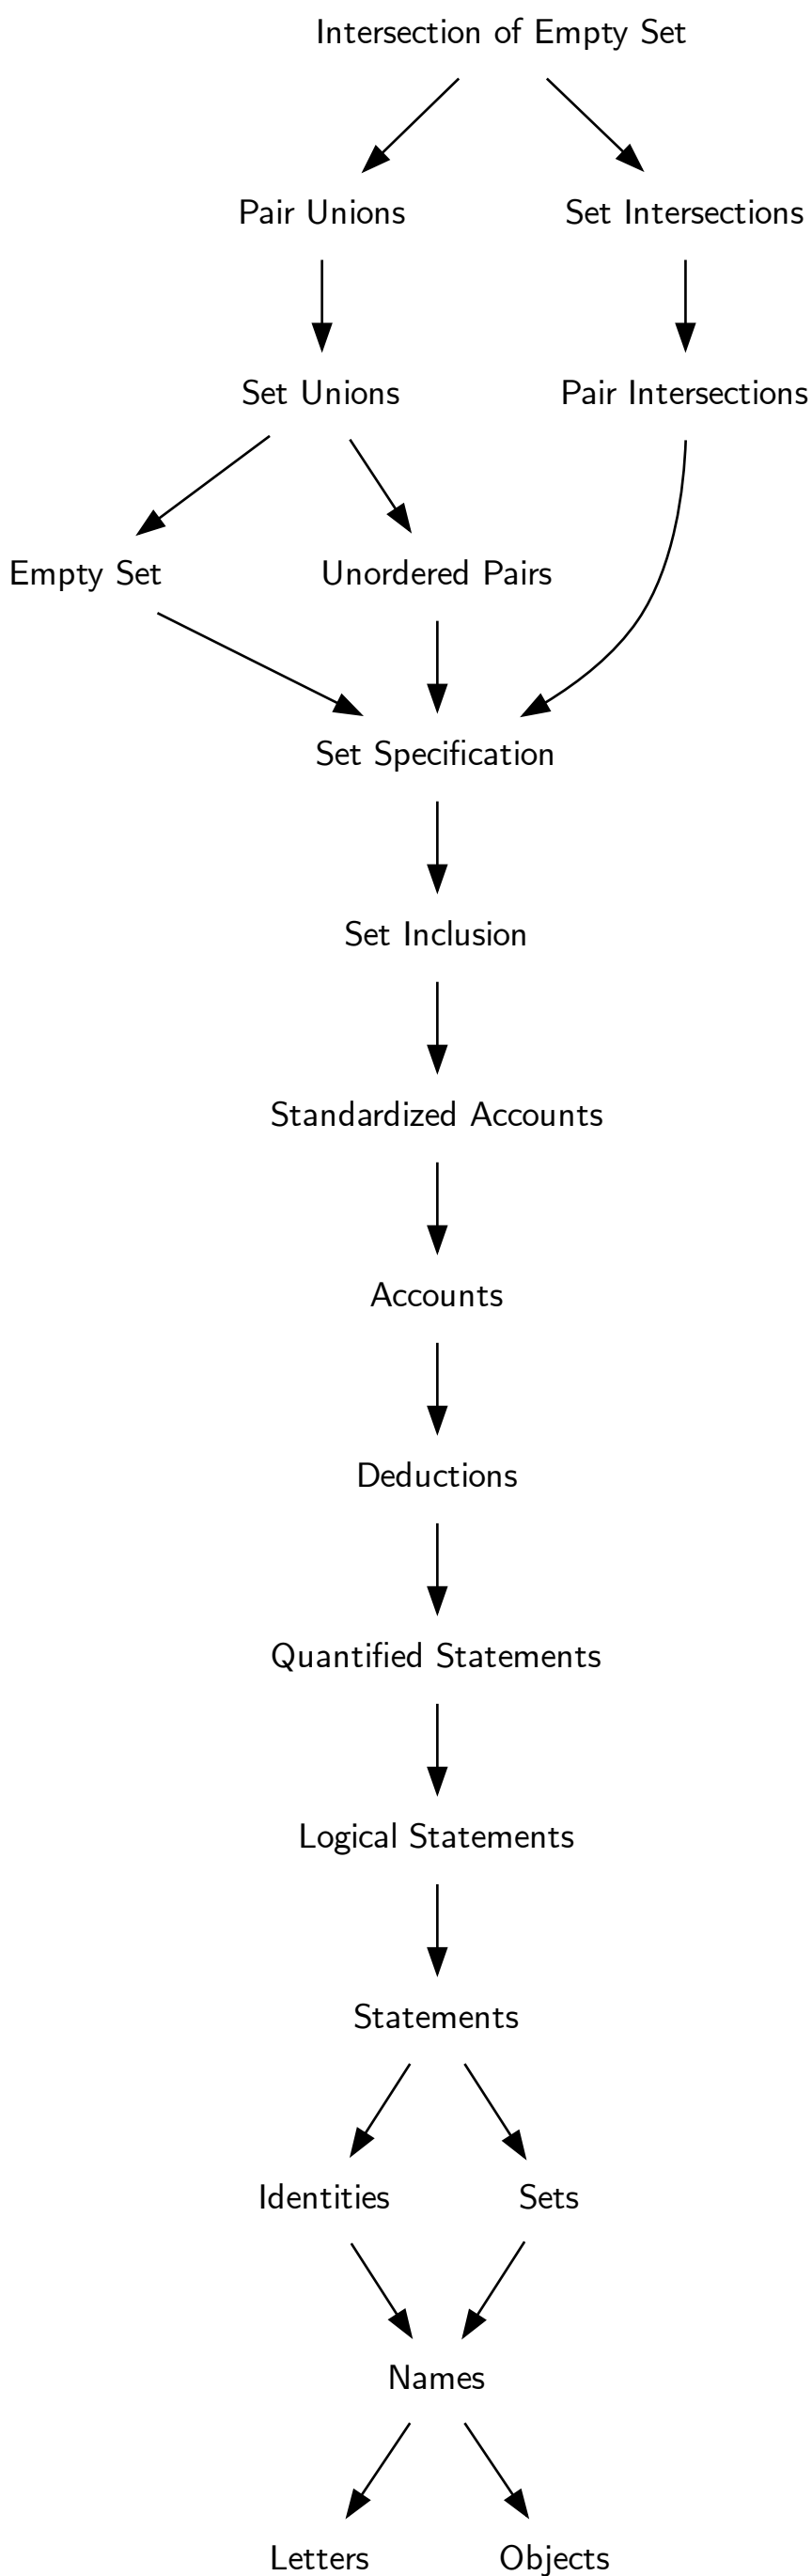 Intersection of Empty Set
Pair Unions
Set Intersections
Set Unions
Pair Intersections
Empty Set
Unordered Pairs
Set Specification
Set Inclusion
Standardized Accounts
Accounts
Deductions
Quantified Statements
Logical Statements
Statements
Identities
Sets
Names
Letters
Objects